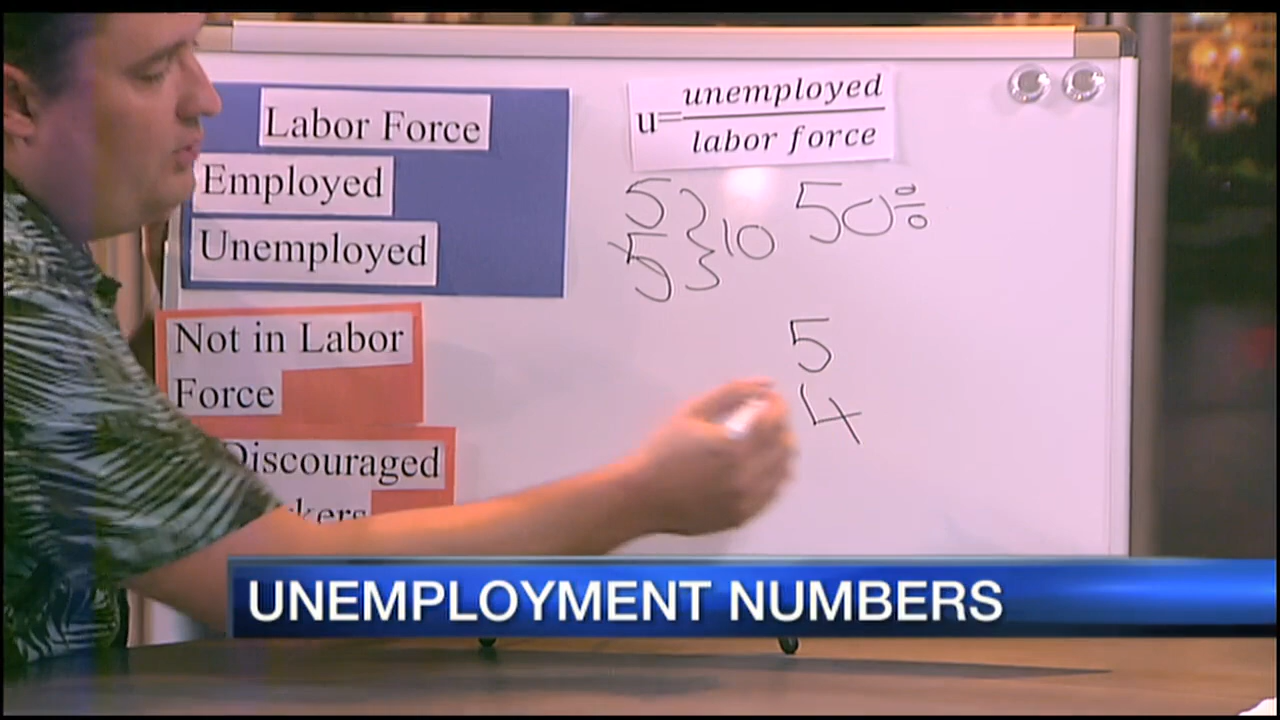 Labor Force
Employed
Unemployed
Not in Labor
Force
Discouraged
u=unemployed
labor force
5
5
} 10 50%
5
4
UNEMPLOYMENT NUMBERS